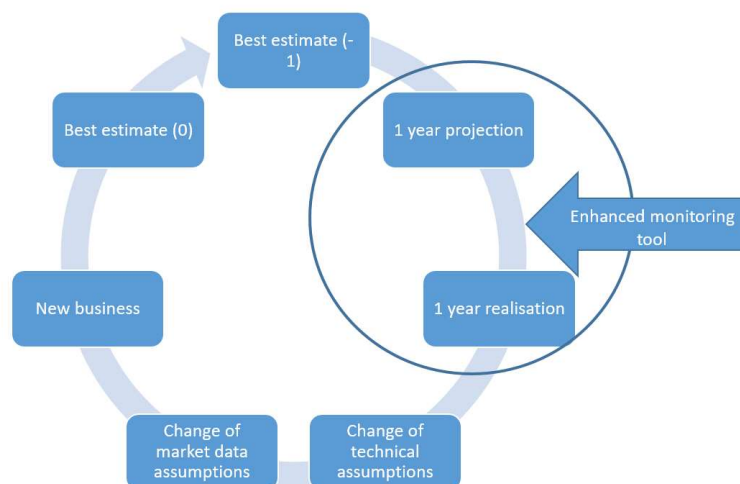 Best estimate (-
1)
1 year projection
Enhanced monitoring
tool
1 year realisation
Change of
technical
assumptions
Change of
market data
assumptions
New business
Best estimate (0)